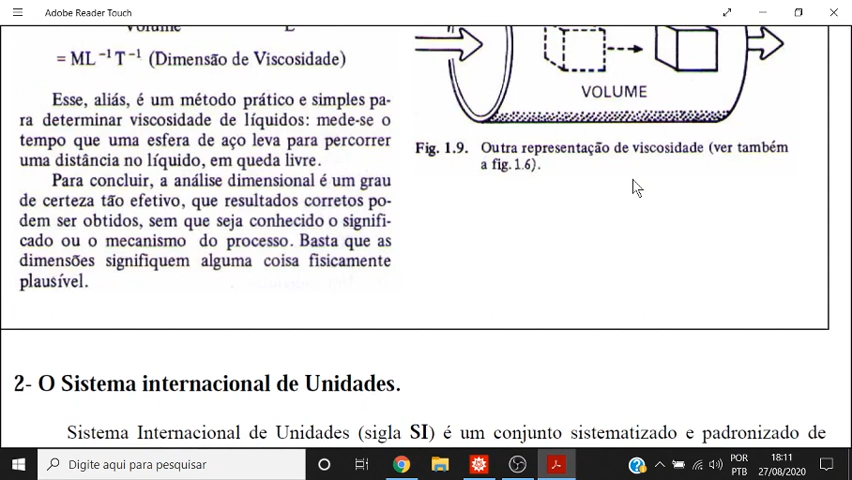 Adobe Reader Touch
Volume
L
= ML⁻¹T⁻¹ (Dimensão de Viscosidade)
Esse, aliás, é um método prático e simples pa-
ra determinar viscosidade de líquidos: mede-se o
tempo que uma esfera de aço leva para percorrer
uma distância no líquido, em queda livre.
Para concluir, a análise dimensional é um grau
de certeza tão efetivo, que resultados corretos po-
dem ser obtidos, sem que seja conhecido o signifi-
cado ou o mecanismo do processo. Basta que as
dimensões signifiquem alguma coisa fisicamente
plausível.
VOLUME
Fig. 1.9. Outra representação de viscosidade (ver também
a fig. 1.6).
2- O Sistema internacional de Unidades.
Sistema Internacional de Unidades (sigla SI) é um conjunto sistematizado e padronizado de
Digite aqui para pesquisar
POR
PTB
18:11
27/08/2020